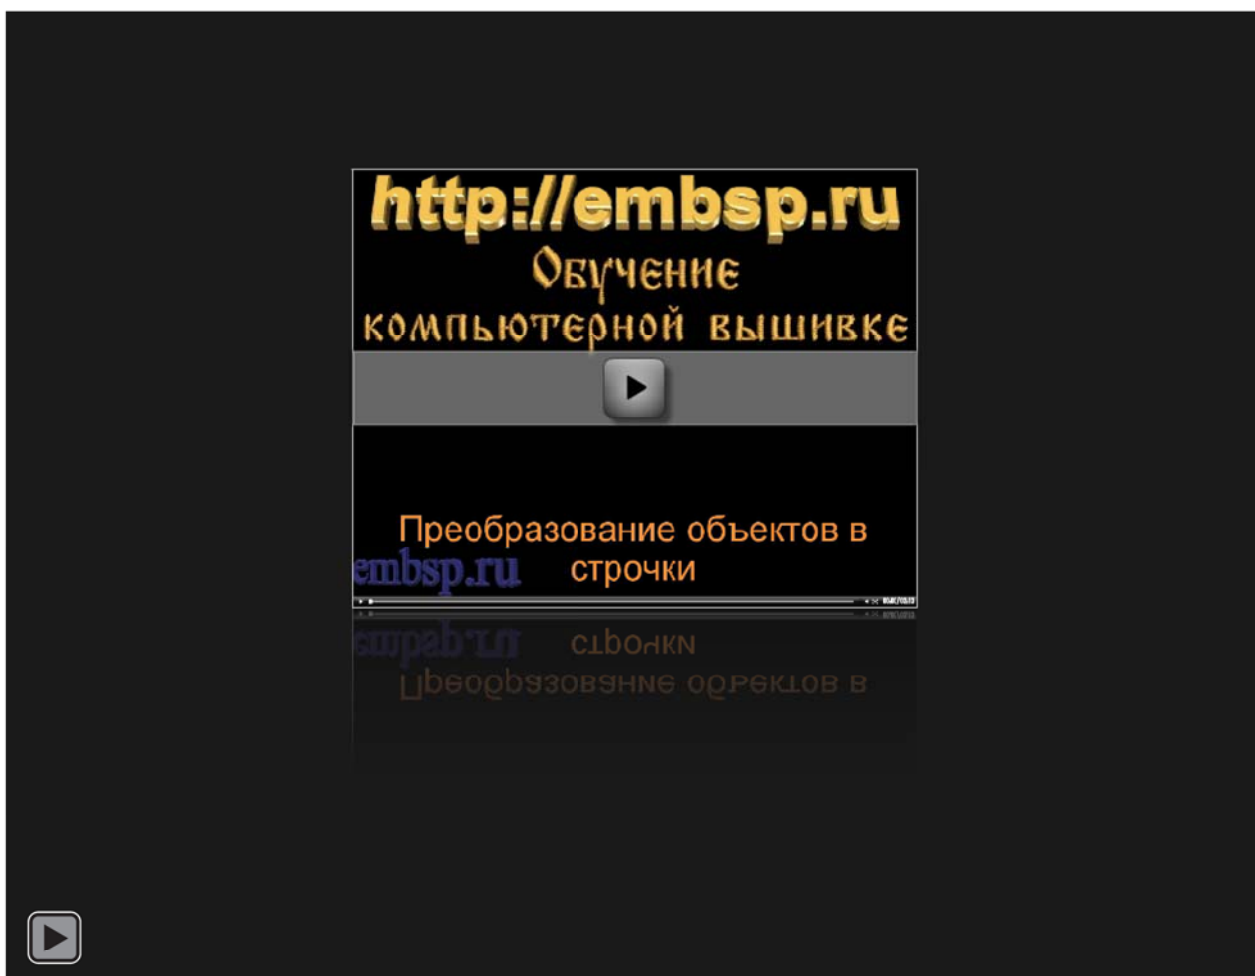 http://embsp.ru
Обучение
компьютерной вышивке
Преобразование объектов в
embsp.ru строчки